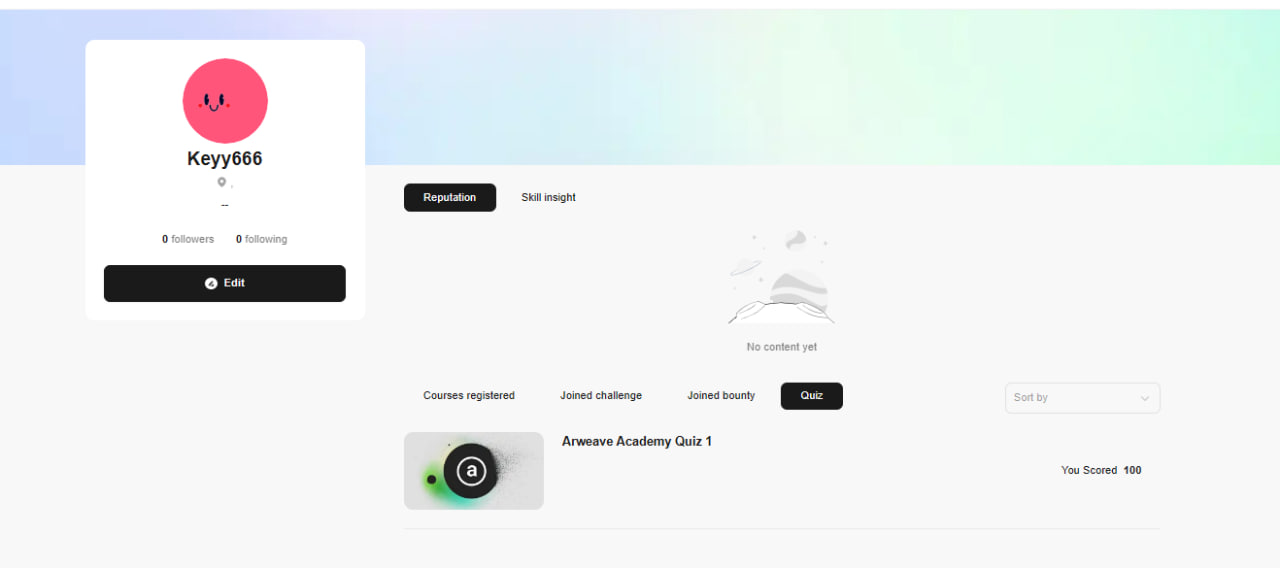 Keyy666
,
--
0 followers 0 following
Edit
Reputation Skill insight
No content yet
Courses registered Joined challenge Joined bounty Quiz Sort by
a
Arweave Academy Quiz 1
You Scored 100